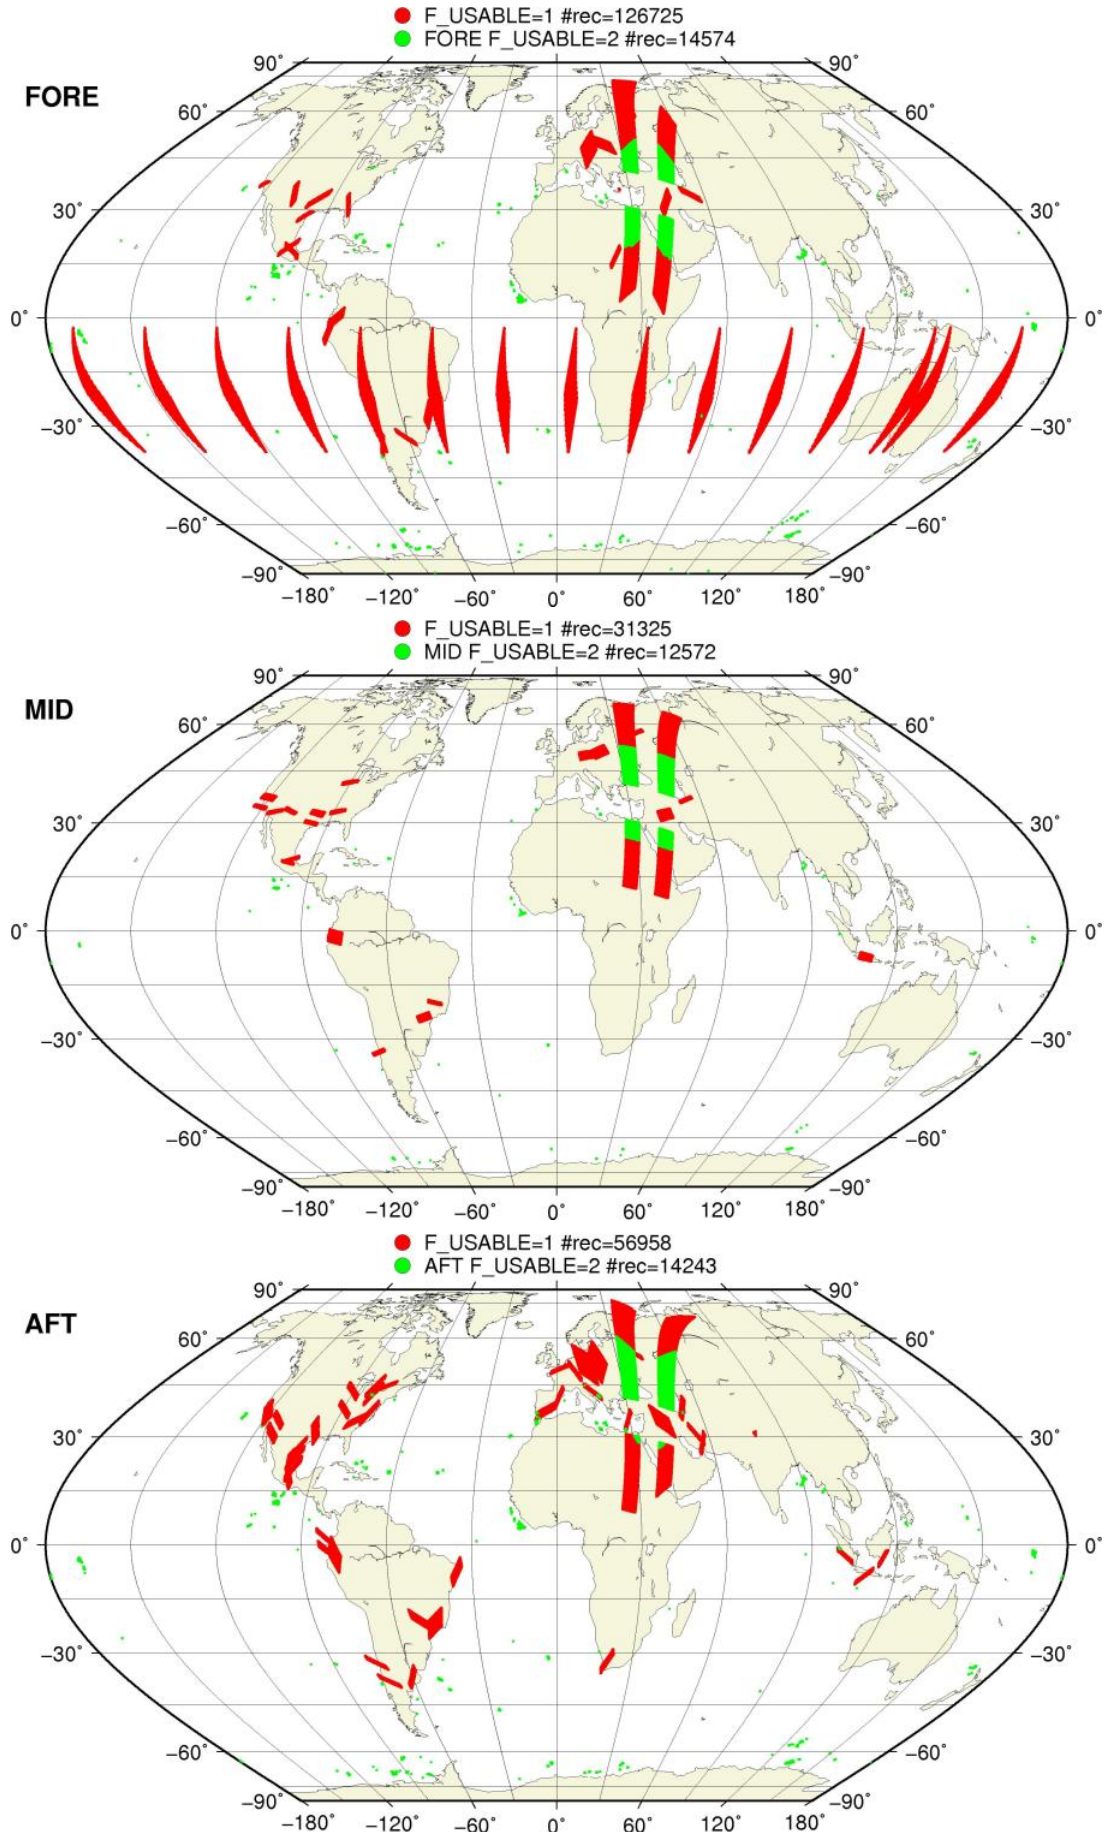 F_USABLE=1 #rec=126725
FORE F_USABLE=2 #rec=14574
FORE
90° 90°
60° 60°
30° 30°
0° 0°
−30° −30°
−60° −60°
−90° −90°
−180° −120° −60° 0° 60° 120° 180°
F_USABLE=1 #rec=31325
MID F_USABLE=2 #rec=12572
MID
90° 90°
60° 60°
30° 30°
0° 0°
−30° −30°
−60° −60°
−90° −90°
−180° −120° −60° 0° 60° 120° 180°
F_USABLE=1 #rec=56958
AFT F_USABLE=2 #rec=14243
AFT
90° 90°
60° 60°
30° 30°
0° 0°
−30° −30°
−60° −60°
−90° −90°
−180° −120° −60° 0° 60° 120° 180°